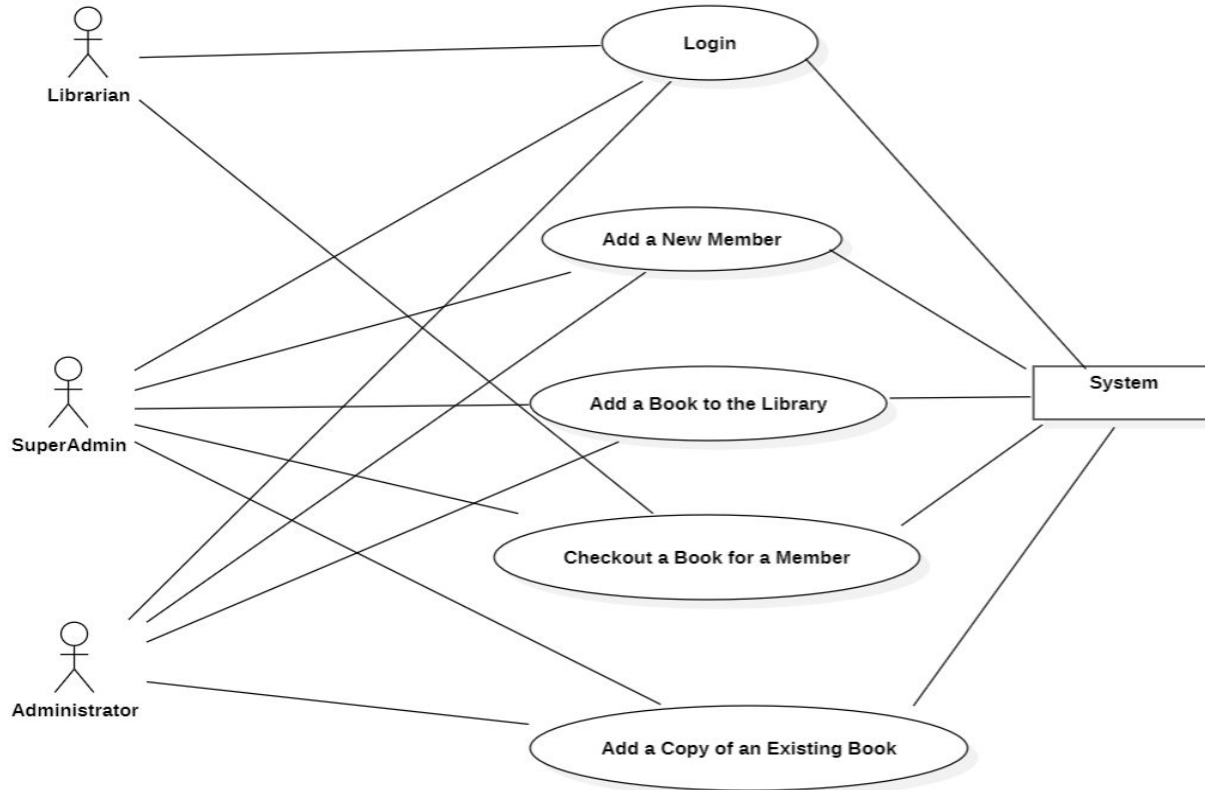 Login
Librarian
Add a New Member
System
Add a Book to the Library
SuperAdmin
Checkout a Book for a Member
Administrator
Add a Copy of an Existing Book